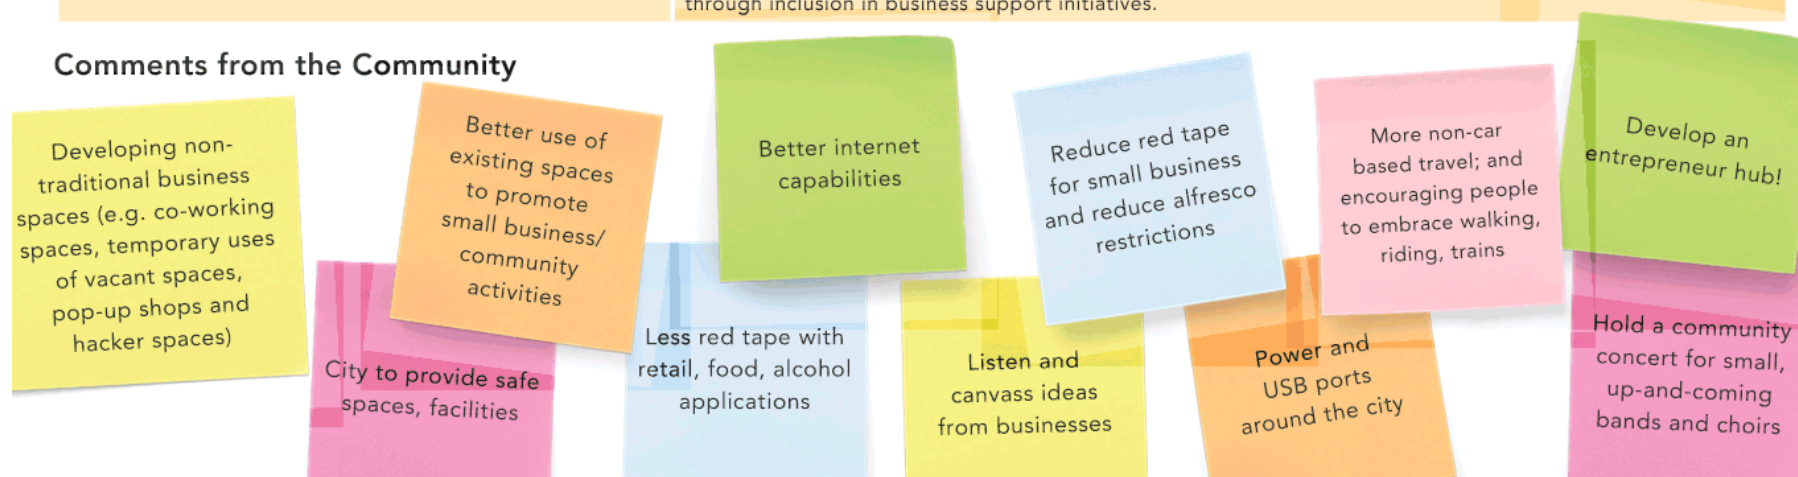 through inclusion in business support initiatives.
Comments from the Community
Developing non-
traditional business
spaces (e.g. co-working
spaces, temporary uses
of vacant spaces,
pop-up shops and
hacker spaces)
Better use of
existing spaces
to promote
small business/
community
activities
Better internet
capabilities
Reduce red tape
for small business
and reduce alfresco
restrictions
More non-car
based travel; and
encouraging people
to embrace walking,
riding, trains
Develop an
entrepreneur hub!
City to provide safe
spaces, facilities
Less red tape with
retail, food, alcohol
applications
Listen and
canvass ideas
from businesses
Power and
USB ports
around the city
Hold a community
concert for small,
up-and-coming
bands and choirs